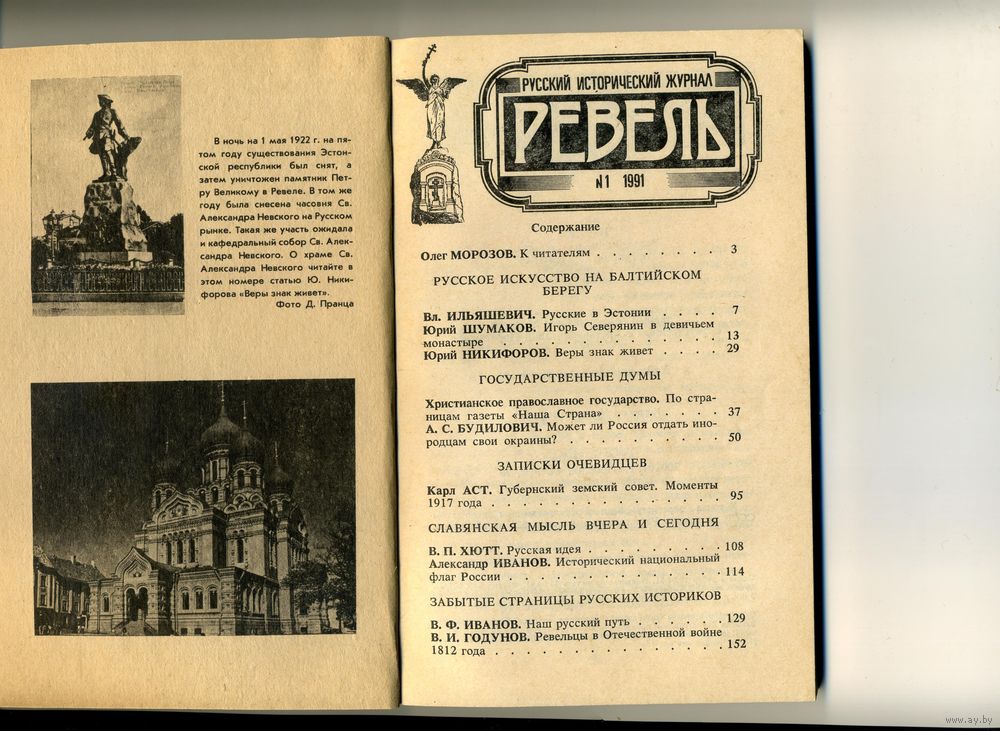 В ночь на 1 мая 1922 г. на пя-
том году существования Эстон-
ской республики был снят, а
затем уничтожен памятник Пет-
ру Великому в Ревеле. В том же
году была снесена часовня Св.
Александра Невского на Русском
рынке. Такая же участь ожидала
и кафедральный собор Св. Алек-
сандра Невского. О храме Св.
Александра Невского читайте в
этом номере статью Ю. Ники-
форова «Веры знак живет».
Фото Д. Пранца
РУССКИЙ ИСТОРИЧЕСКИЙ ЖУРНАЛ
РЕВЕЛЬ
№1 1991
Содержание
Олег МОРОЗОВ. К читателям . . . . . . . . 3
РУССКОЕ ИСКУССТВО НА БАЛТИЙСКОМ
БЕРЕГУ
Вл. ИЛЬЯШЕВИЧ. Русские в Эстонии . . . . 7
Юрий ШУМАКОВ. Игорь Северянин в девичьем
монастыре . . . . . . . . . . . . . . . . 13
Юрий НИКИФОРОВ. Веры знак живет . . . . 29
ГОСУДАРСТВЕННЫЕ ДУМЫ
Христианское православное государство. По стра-
ницам газеты «Наша Страна» . . . . . . . 37
А. С. БУДИЛОВИЧ. Может ли Россия отдать ино-
родцам свои окраины? . . . . . . . . . . 50
ЗАПИСКИ ОЧЕВИДЦЕВ
Карл АСТ. Губернский земский совет. Моменты
1917 года . . . . . . . . . . . . . . . . 95
СЛАВЯНСКАЯ МЫСЛЬ ВЧЕРА И СЕГОДНЯ
В. П. ХЮТТ. Русская идея . . . . . . . . . 108
Александр ИВАНОВ. Исторический национальный
флаг России . . . . . . . . . . . . . . . 114
ЗАБЫТЫЕ СТРАНИЦЫ РУССКИХ ИСТОРИКОВ
В. Ф. ИВАНОВ. Наш русский путь . . . . . . 129
В. И. ГОДУНОВ. Ревельцы в Отечественной войне
1812 года . . . . . . . . . . . . . . . . 152
www.ay.by